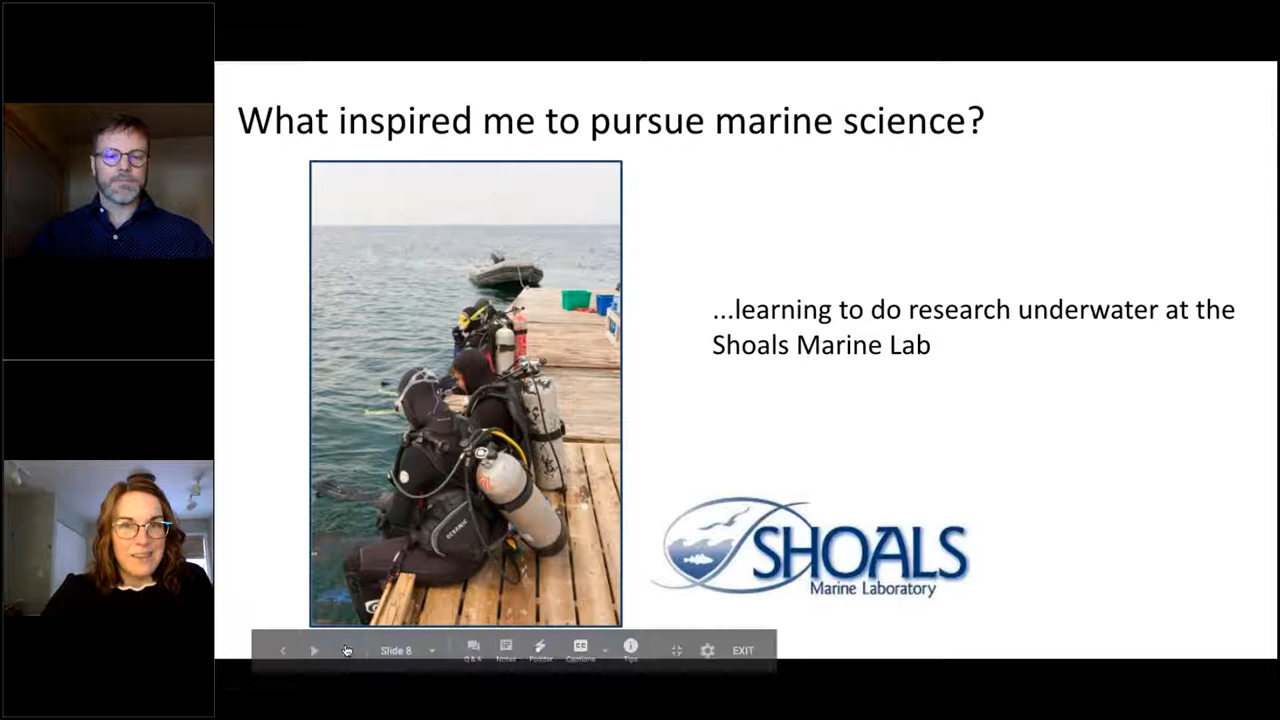 What inspired me to pursue marine science?
...learning to do research underwater at the
Shoals Marine Lab
OCEANIC
SHOALS
Marine Laboratory
Slide 8
Q & A
Notes
Pointer
Captions
Tips
EXIT